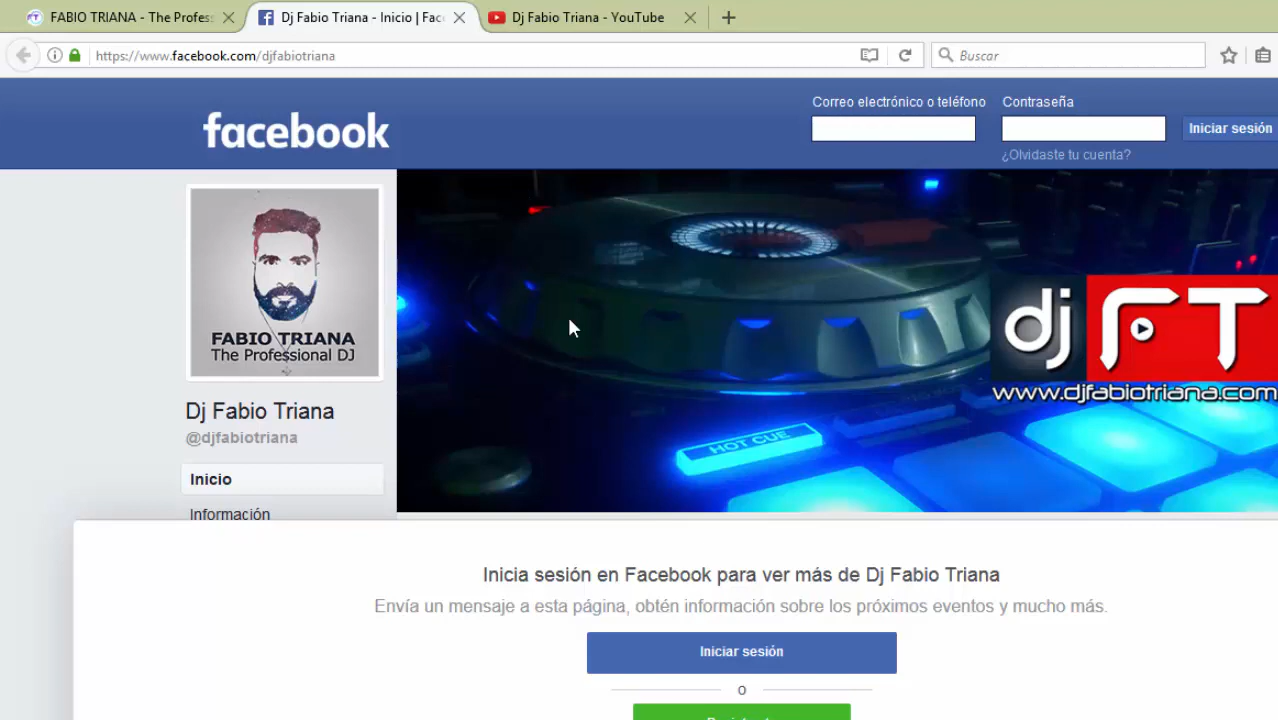 FABIO TRIANA - The Profess
Dj Fabio Triana - Inicio | Fac
Dj Fabio Triana - YouTube
https://www.facebook.com/djfabiotriana
Buscar
facebook
Correo electrónico o teléfono
Contraseña
Iniciar sesión
¿Olvidaste tu cuenta?
FABIO TRIANA
The Professional DJ
dj FT
www.djfabiotriana.com
HOT CUE
Dj Fabio Triana
@djfabiotriana
Inicio
Información
Inicia sesión en Facebook para ver más de Dj Fabio Triana
Envía un mensaje a esta página, obtén información sobre los próximos eventos y mucho más.
Iniciar sesión
o